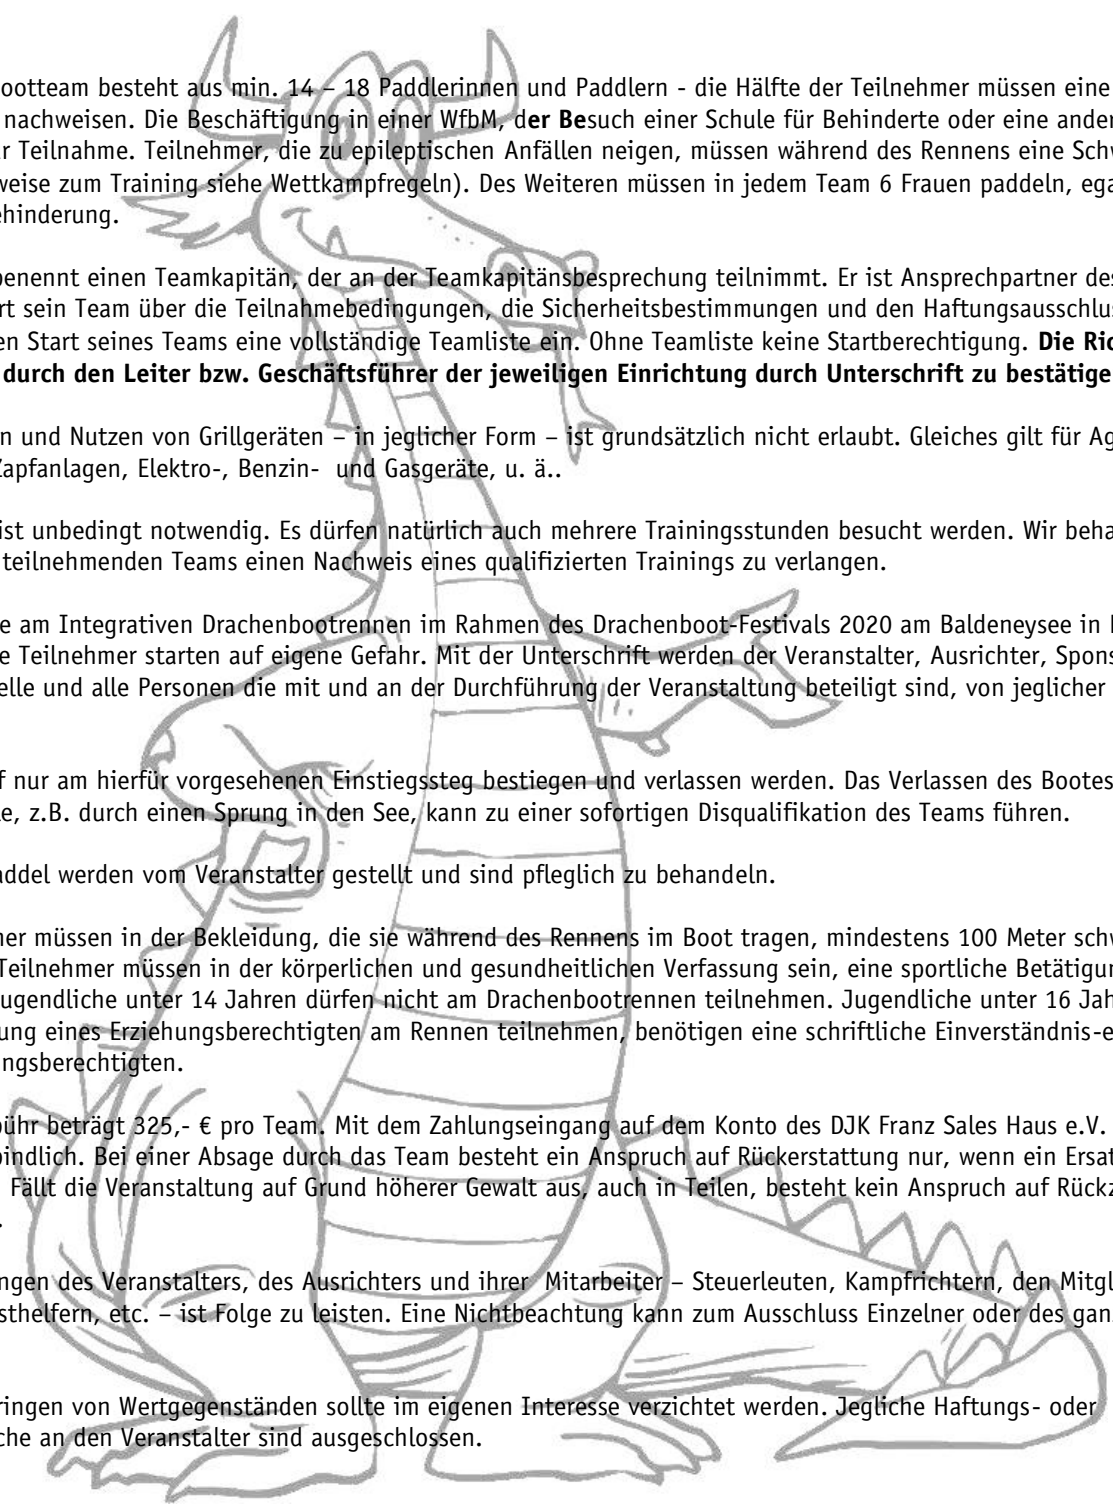 ootteam besteht aus min. 14 – 18 Paddlerinnen und Paddlern - die Hälfte der Teilnehmer müssen eine
nachweisen. Die Beschäftigung in einer WfbM, der Besuch einer Schule für Behinderte oder eine ander
r Teilnahme. Teilnehmer, die zu epileptischen Anfällen neigen, müssen während des Rennens eine Schw
weise zum Training siehe Wettkampfregeln). Des Weiteren müssen in jedem Team 6 Frauen paddeln, ega
ehinderung.
benennt einen Teamkapitän, der an der Teamkapitänsbesprechung teilnimmt. Er ist Ansprechpartner des
rt sein Team über die Teilnahmebedingungen, die Sicherheitsbestimmungen und den Haftungsausschlus
en Start seines Teams eine vollständige Teamliste ein. Ohne Teamliste keine Startberechtigung. Die Ric
durch den Leiter bzw. Geschäftsführer der jeweiligen Einrichtung durch Unterschrift zu bestätige
n und Nutzen von Grillgeräten – in jeglicher Form – ist grundsätzlich nicht erlaubt. Gleiches gilt für Ag
Zapfanlagen, Elektro-, Benzin- und Gasgeräte, u. ä..
ist unbedingt notwendig. Es dürfen natürlich auch mehrere Trainingsstunden besucht werden. Wir beha
teilnehmenden Teams einen Nachweis eines qualifizierten Trainings zu verlangen.
e am Integrativen Drachenbootrennen im Rahmen des Drachenboot-Festivals 2020 am Baldeneysee in
e Teilnehmer starten auf eigene Gefahr. Mit der Unterschrift werden der Veranstalter, Ausrichter, Spons
elle und alle Personen die mit und an der Durchführung der Veranstaltung beteiligt sind, von jeglicher
f nur am hierfür vorgesehenen Einstiegssteg bestiegen und verlassen werden. Das Verlassen des Bootes
le, z.B. durch einen Sprung in den See, kann zu einer sofortigen Disqualifikation des Teams führen.
addel werden vom Veranstalter gestellt und sind pfleglich zu behandeln.
ner müssen in der Bekleidung, die sie während des Rennens im Boot tragen, mindestens 100 Meter schw
Teilnehmer müssen in der körperlichen und gesundheitlichen Verfassung sein, eine sportliche Betätigun
Jugendliche unter 14 Jahren dürfen nicht am Drachenbootrennen teilnehmen. Jugendliche unter 16 Jah
ung eines Erziehungsberechtigten am Rennen teilnehmen, benötigen eine schriftliche Einverständnis-e
ngsberechtigten.
bühr beträgt 325,- € pro Team. Mit dem Zahlungseingang auf dem Konto des DJK Franz Sales Haus e.V.
bindlich. Bei einer Absage durch das Team besteht ein Anspruch auf Rückerstattung nur, wenn ein Ersat
Fällt die Veranstaltung auf Grund höherer Gewalt aus, auch in Teilen, besteht kein Anspruch auf Rückz
.
ngen des Veranstalters, des Ausrichters und ihrer Mitarbeiter – Steuerleuten, Kampfrichtern, den Mitgl
sthelfern, etc. – ist Folge zu leisten. Eine Nichtbeachtung kann zum Ausschluss Einzelner oder des ganz
ringen von Wertgegenständen sollte im eigenen Interesse verzichtet werden. Jegliche Haftungs- oder
che an den Veranstalter sind ausgeschlossen.